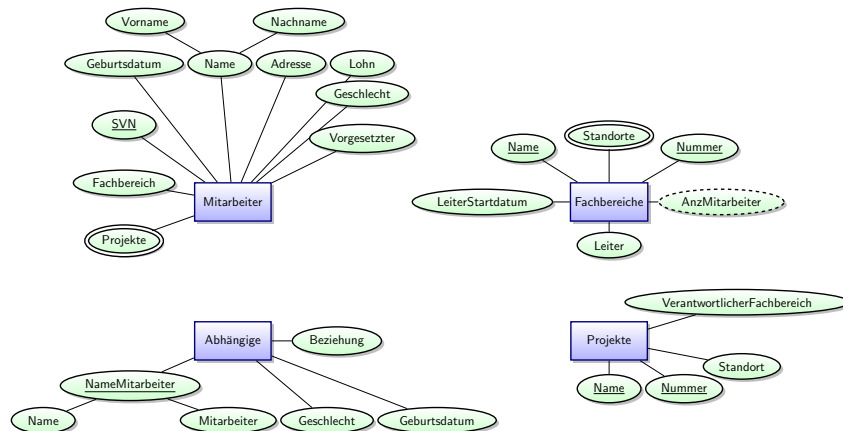 Vorname
Nachname
Geburtsdatum
Name
Adresse
Lohn
Geschlecht
SVN
Vorgesetzter
Fachbereich
Mitarbeiter
Projekte
Name
Standorte
Nummer
LeiterStartdatum
Fachbereiche
AnzMitarbeiter
Leiter
Abhängige
Beziehung
NameMitarbeiter
Name
Mitarbeiter
Geschlecht
Geburtsdatum
VerantwortlicherFachbereich
Projekte
Standort
Name
Nummer